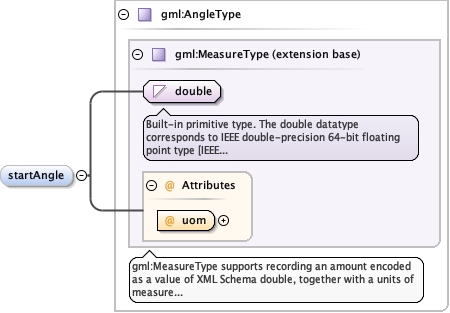 gml:AngleType
gml:MeasureType (extension base)
double
Built-in primitive type. The double datatype
corresponds to IEEE double-precision 64-bit floating
point type [IEEE...
@ Attributes
startAngle
@ uom
gml:MeasureType supports recording an amount encoded
as a value of XML Schema double, together with a units of
measure...